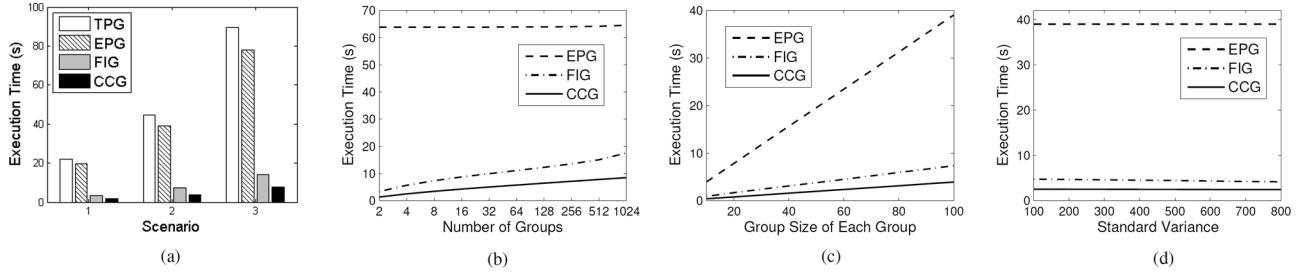 Execution Time (s)
100
80
60
40
20
0
TPG
EPG
FIG
CCG
1 2 3
Scenario
(a)
Execution Time (s)
70
60
50
40
30
20
10
0
EPG
FIG
CCG
2 4 8 16 32 64 128 256 512 1024
Number of Groups
(b)
Execution Time (s)
40
30
20
10
0
EPG
FIG
CCG
20 40 60 80 100
Group Size of Each Group
(c)
Execution Time (s)
40
30
20
10
0
EPG
FIG
CCG
100 200 300 400 500 600 700 800
Standard Variance
(d)